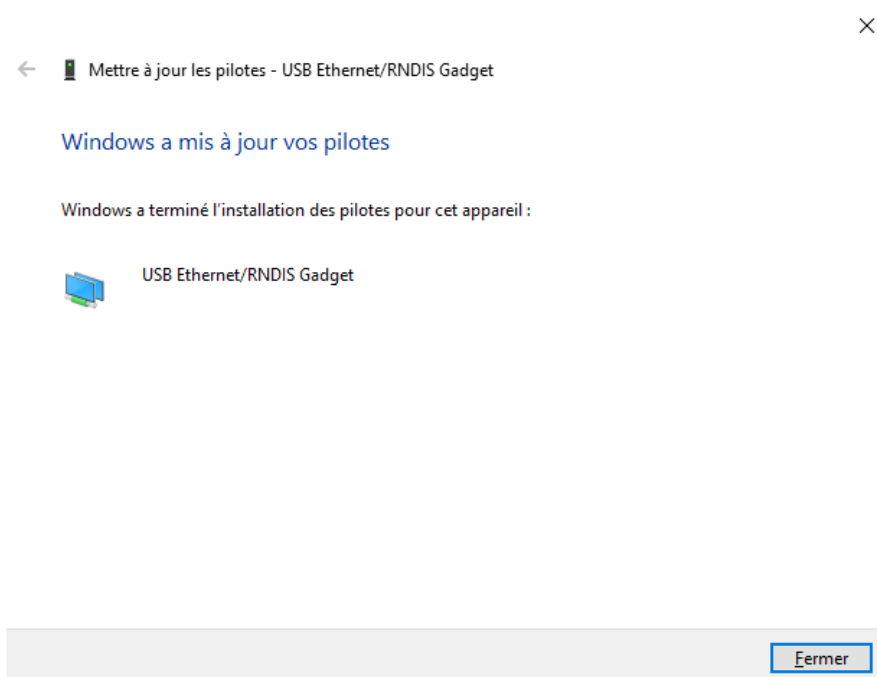 Mettre à jour les pilotes - USB Ethernet/RNDIS Gadget
Windows a mis à jour vos pilotes
Windows a terminé l'installation des pilotes pour cet appareil :
USB Ethernet/RNDIS Gadget
Fermer